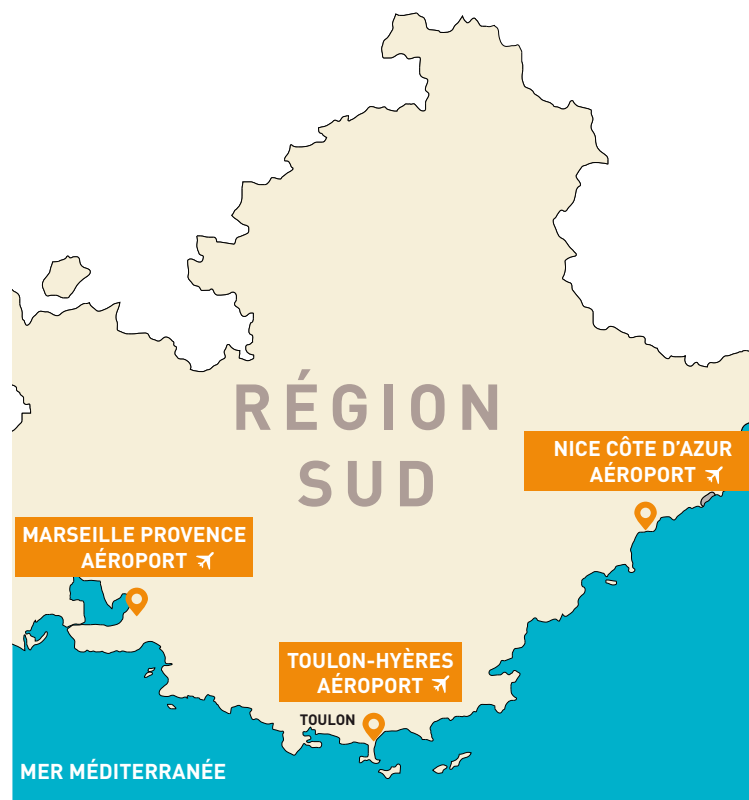 RÉGION
SUD
NICE CÔTE D'AZUR
AÉROPORT
MARSEILLE PROVENCE
AÉROPORT
TOULON-HYÈRES
AÉROPORT
TOULON
MER MÉDITERRANÉE